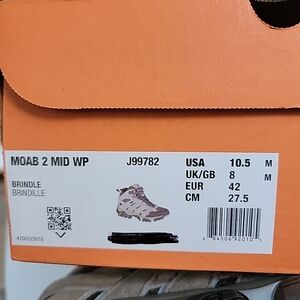 MOAB 2 MID WP J99782
USA 10.5 M
UK/GB 8 M
EUR 42
CM 27.5
BRINDLE
BRINDILLE